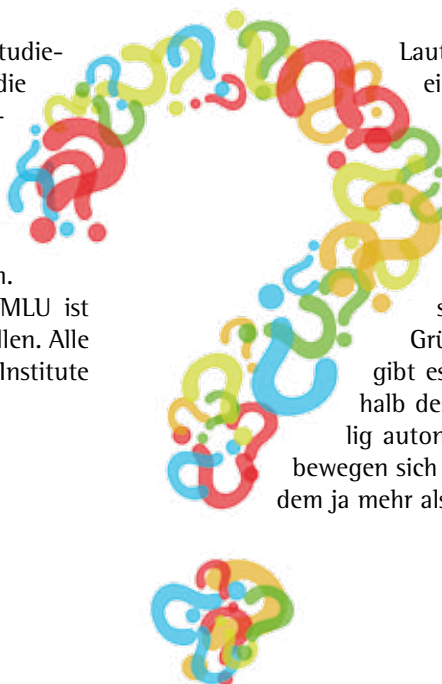 tudie-
die
-
n.
MLU ist
llen. Alle
Institute
Laut
ei
s
Grü
gibt es
halb de
lig autor
bewegen sich
dem ja mehr als